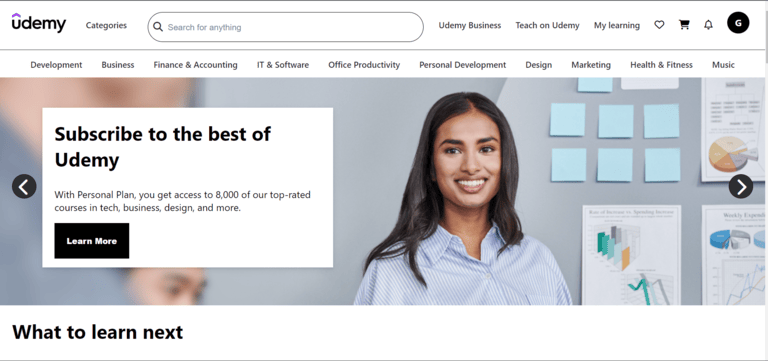 udemy
Categories
Search for anything
Udemy Business
Teach on Udemy
My learning
G
Development
Business
Finance & Accounting
IT & Software
Office Productivity
Personal Development
Design
Marketing
Health & Fitness
Music
Subscribe to the best of
Udemy
With Personal Plan, you get access to 8,000 of our top-rated
courses in tech, business, design, and more.
Learn More
What to learn next